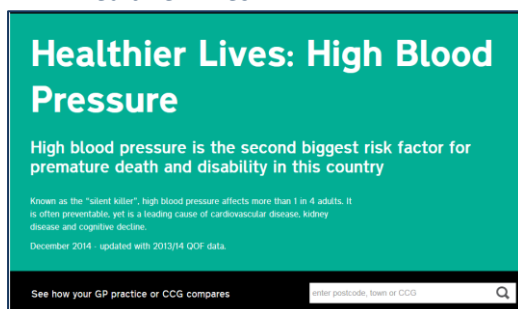 Healthier Lives: High Blood
Pressure
High blood pressure is the second biggest risk factor for
premature death and disability in this country
Known as the "silent killer", high blood pressure affects more than 1 in 4 adults. It
is often preventable, yet is a leading cause of cardiovascular disease, kidney
disease and cognitive decline.
December 2014 - updated with 2013/14 QOF data.
See how your GP practice or CCG compares
enter postcode, town or CCG